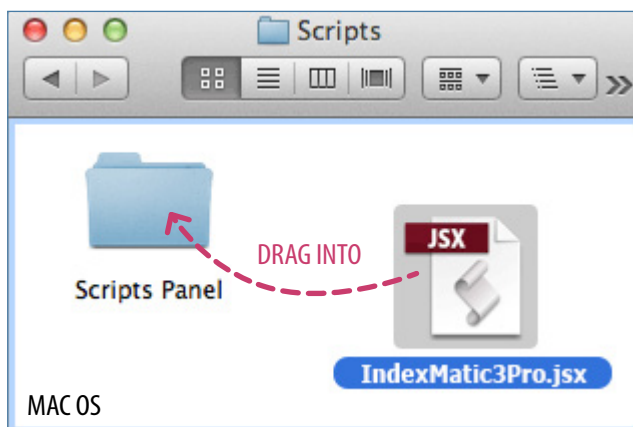 Scripts
JSX
DRAG INTO
Scripts Panel
IndexMatic3Pro.jsx
MAC OS